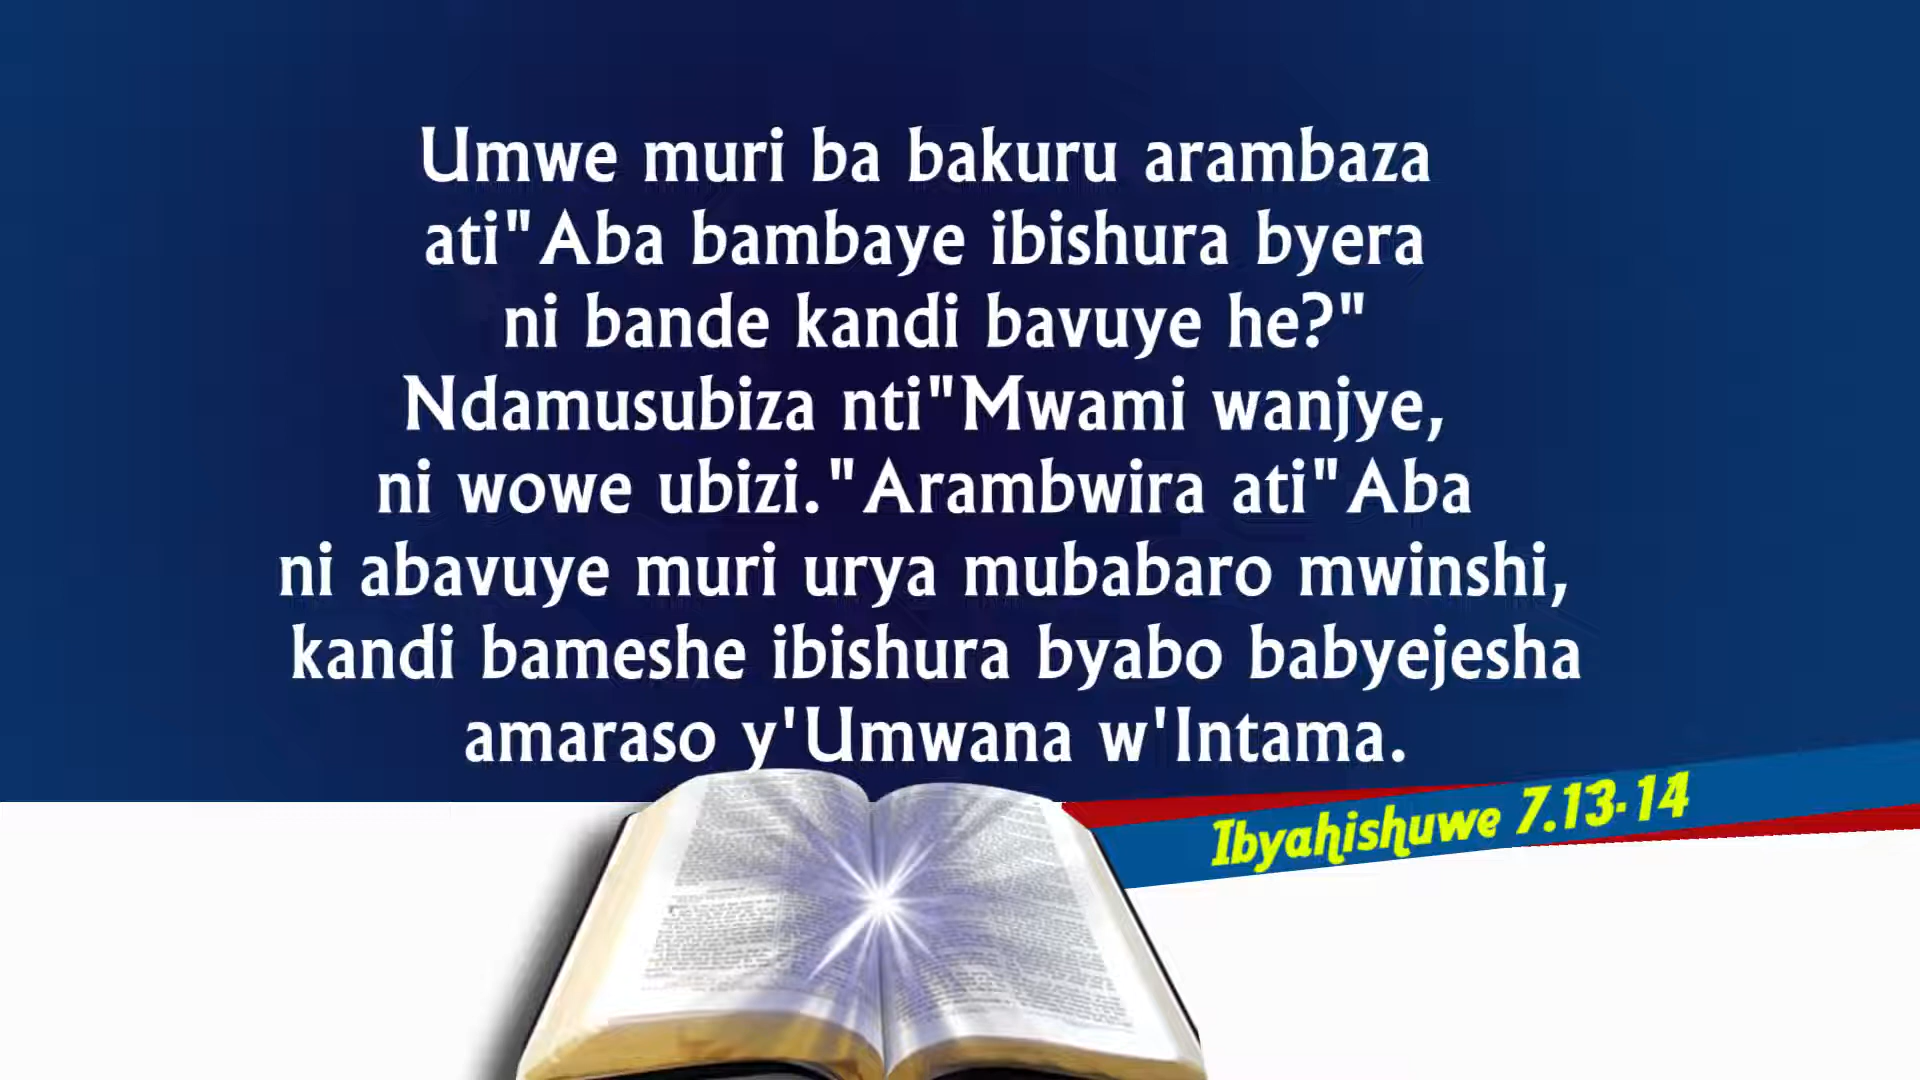 Umwe muri ba bakuru arambaza
ati"Aba bambaye ibishura byera
ni bande kandi bavuye he?"
Ndamusubiza nti"Mwami wanjye,
ni wowe ubizi."Arambwira ati"Aba
ni abavuye muri urya mubabaro mwinshi,
kandi bameshe ibishura byabo babyejesha
amaraso y'Umwana w'Intama.
Ibyahishuwe 7.13-14